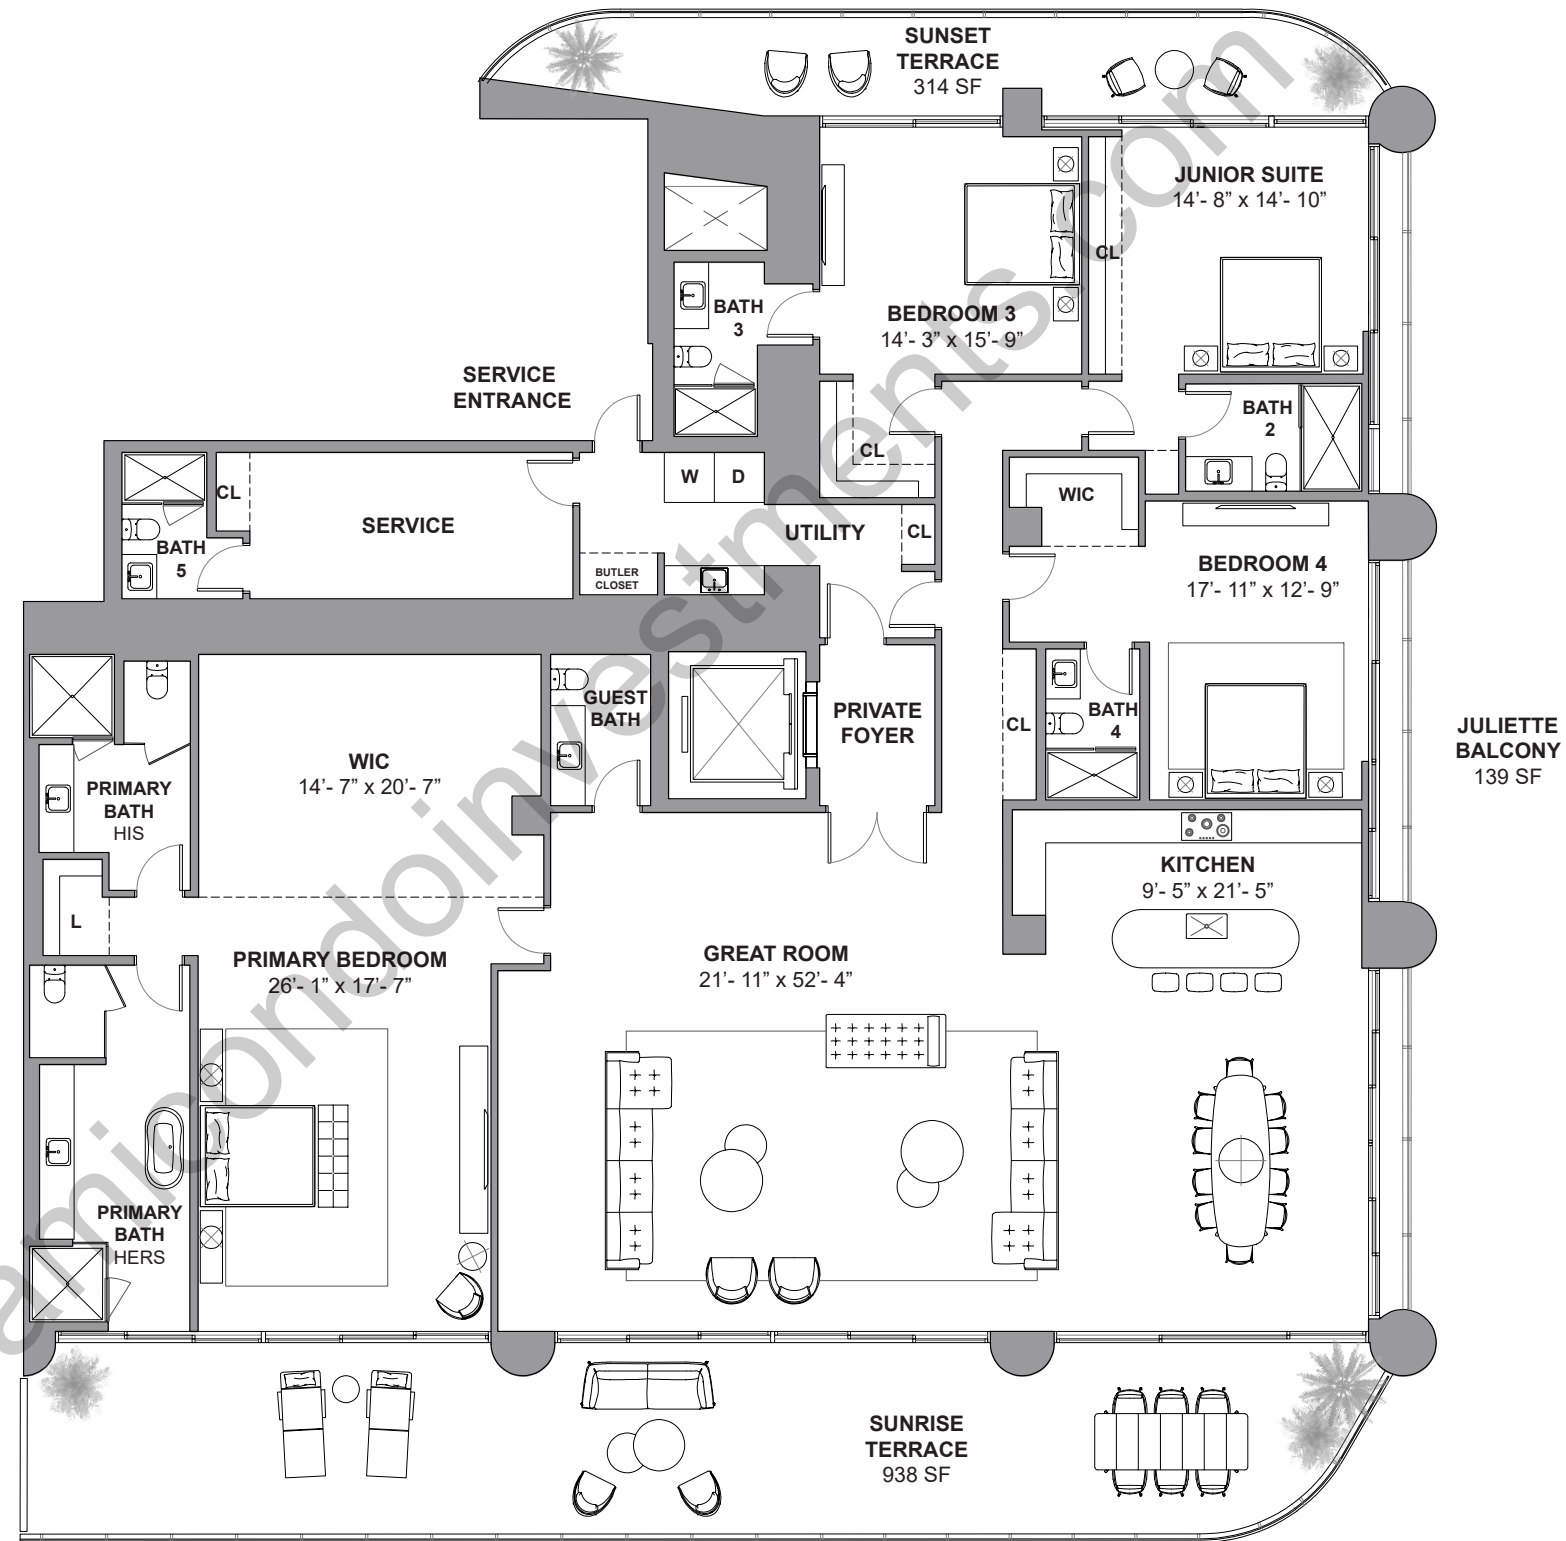 SUNSET
TERRACE
314 SF
JUNIOR SUITE
14’- 8” x 14’- 10”
CL
BEDROOM 3
14’- 3” x 15’- 9”
BATH
3
SERVICE
ENTRANCE
BATH
2
CL
W
D
WIC
CL
SERVICE
UTILITY
CL
BATH
5
BUTLER
CLOSET
BEDROOM 4
17’- 11” x 12’- 9”
GUEST
BATH
PRIVATE
FOYER
CL
BATH
4
JULIETTE
BALCONY
139 SF
WIC
14’- 7” x 20’- 7”
PRIMARY
BATH
HIS
KITCHEN
9’- 5” x 21’- 5”
L
PRIMARY BEDROOM
26’- 1” x 17’- 7”
GREAT ROOM
21’- 11” x 52’- 4”
PRIMARY
BATH
HERS
SUNRISE
TERRACE
938 SF
amicondoinvestments.com